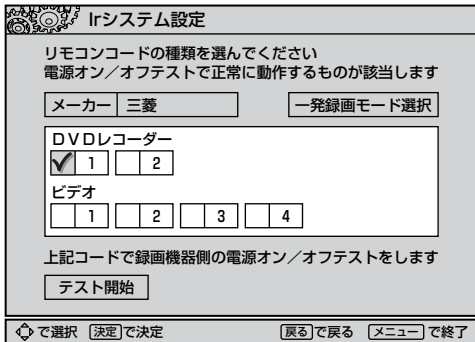 Irシステム設定
リモコンコードの種類を選んでください
電源オン／オフテストで正常に動作するものが該当します
メーカー 三菱 一発録画モード選択
ＤＶＤレコーダー
1 2
ビデオ
1 2 3 4
上記コードで録画機器側の電源オン／オフテストをします
テスト開始
で選択 決定 で決定 戻る で戻る メニュー で終了